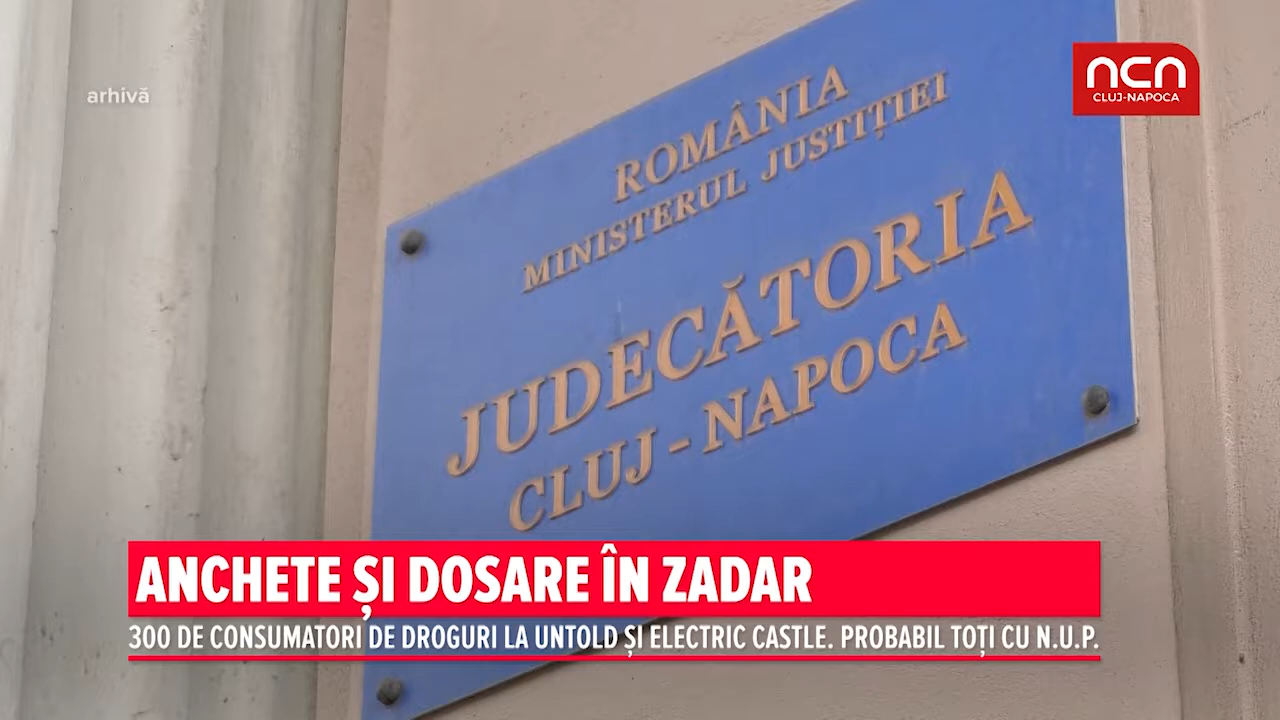 arhivă
ncn
CLUJ-NAPOCA
ROMÂNIA
MINISTERUL JUSTIȚIEI
JUDECĂTORIA
CLUJ - NAPOCA
ANCHETE ȘI DOSARE ÎN ZADAR
300 DE CONSUMATORI DE DROGURI LA UNTOLD ȘI ELECTRIC CASTLE. PROBABIL TOȚI CU N.U.P.